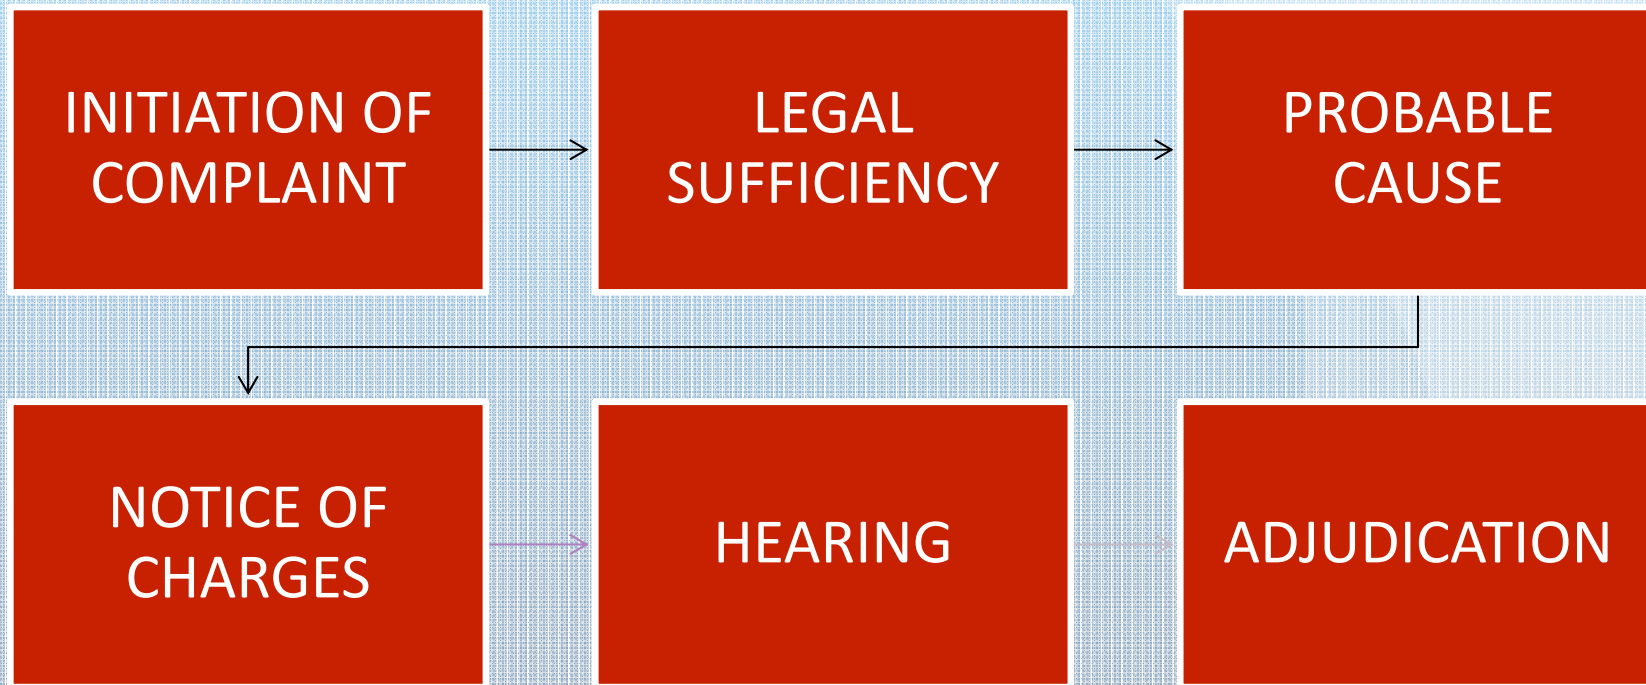 INITIATION OF
COMPLAINT
LEGAL
SUFFICIENCY
PROBABLE
CAUSE
NOTICE OF
CHARGES
HEARING
ADJUDICATION